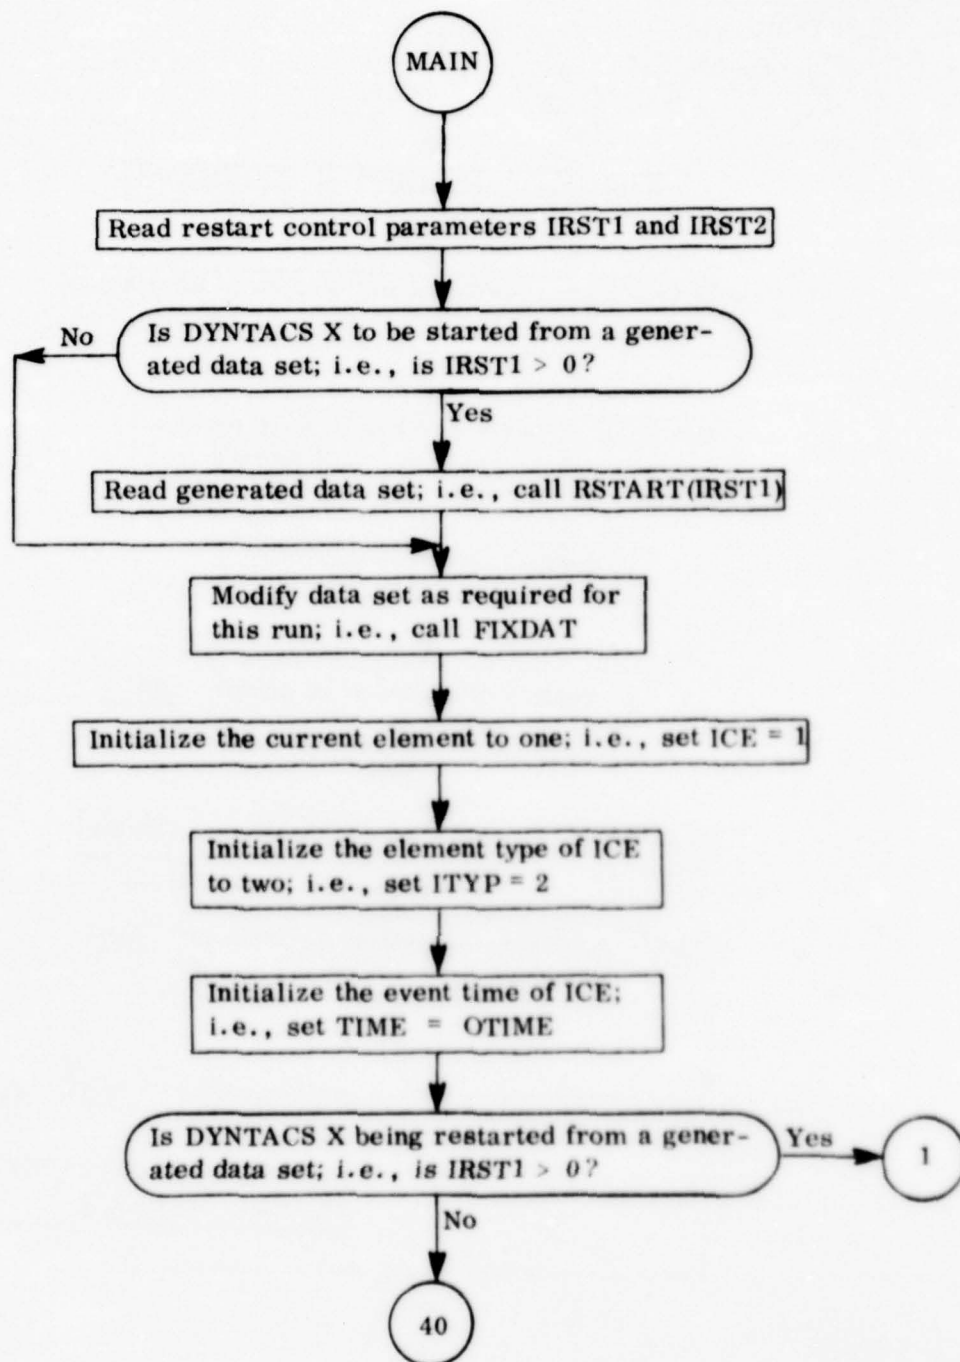 MAIN
Read restart control parameters IRST1 and IRST2
No
Is DYNTACS X to be started from a gener-
ated data set; i.e., is IRST1 > 0?
Yes
Read generated data set; i.e., call RSTART(IRST1)
Modify data set as required for
this run; i.e., call FIXDAT
Initialize the current element to one; i.e., set ICE = 1
Initialize the element type of ICE
to two; i.e., set ITYP = 2
Initialize the event time of ICE;
i.e., set TIME = OTIME
Is DYNTACS X being restarted from a gener-
ated data set; i.e., is IRST1 > 0?
Yes
1
No
40